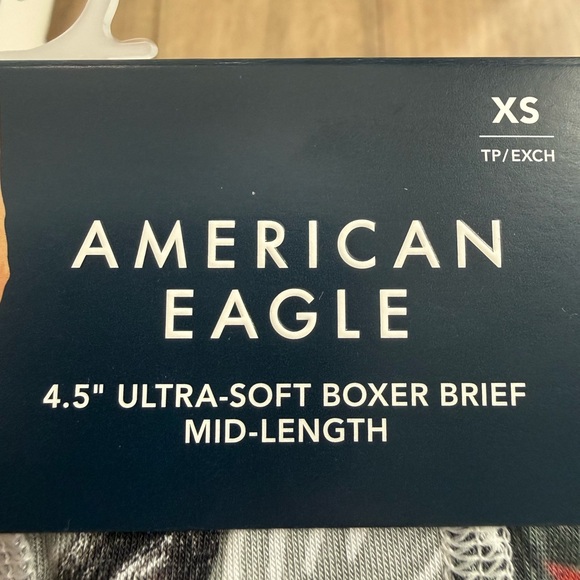 XS
TP/EXCH
AMERICAN
EAGLE
4.5" ULTRA-SOFT BOXER BRIEF
MID-LENGTH